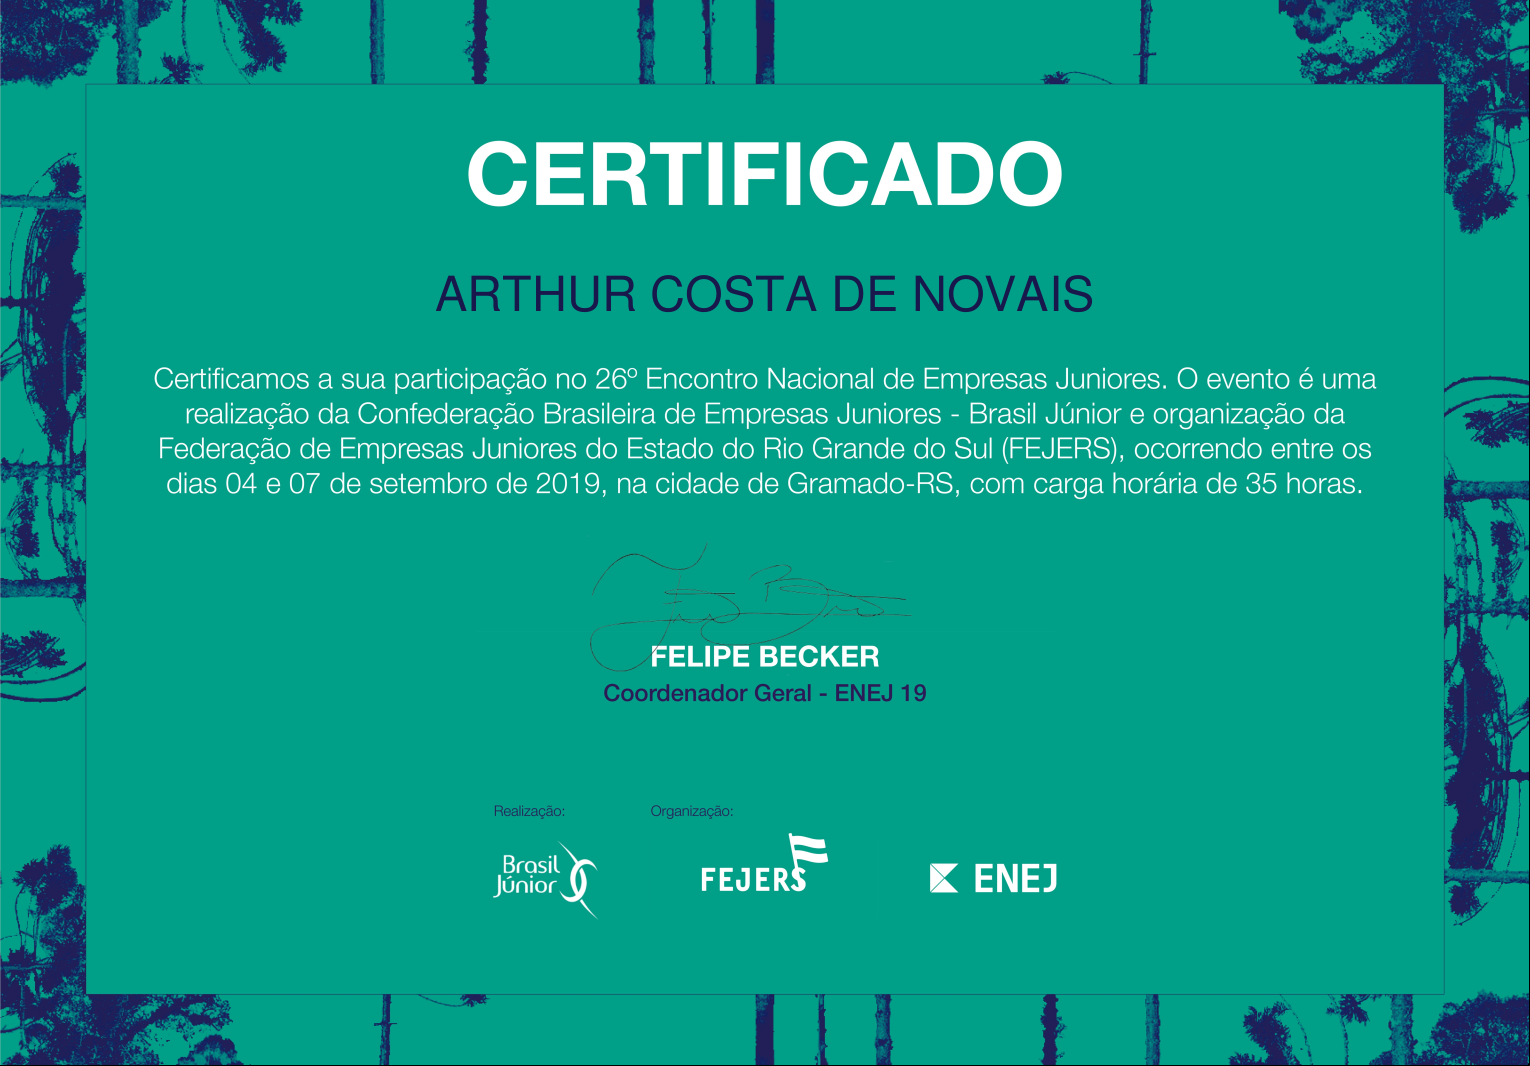 CERTIFICADO
ARTHUR COSTA DE NOVAIS
Certificamos a sua participação no 26º Encontro Nacional de Empresas Juniores. O evento é uma
realização da Confederação Brasileira de Empresas Juniores - Brasil Júnior e organização da
Federação de Empresas Juniores do Estado do Rio Grande do Sul (FEJERS), ocorrendo entre os
dias 04 e 07 de setembro de 2019, na cidade de Gramado-RS, com carga horária de 35 horas.
FELIPE BECKER
Coordenador Geral - ENEJ 19
Realização:
Organização:
Brasil
Júnior
FEJERS
ENEJ